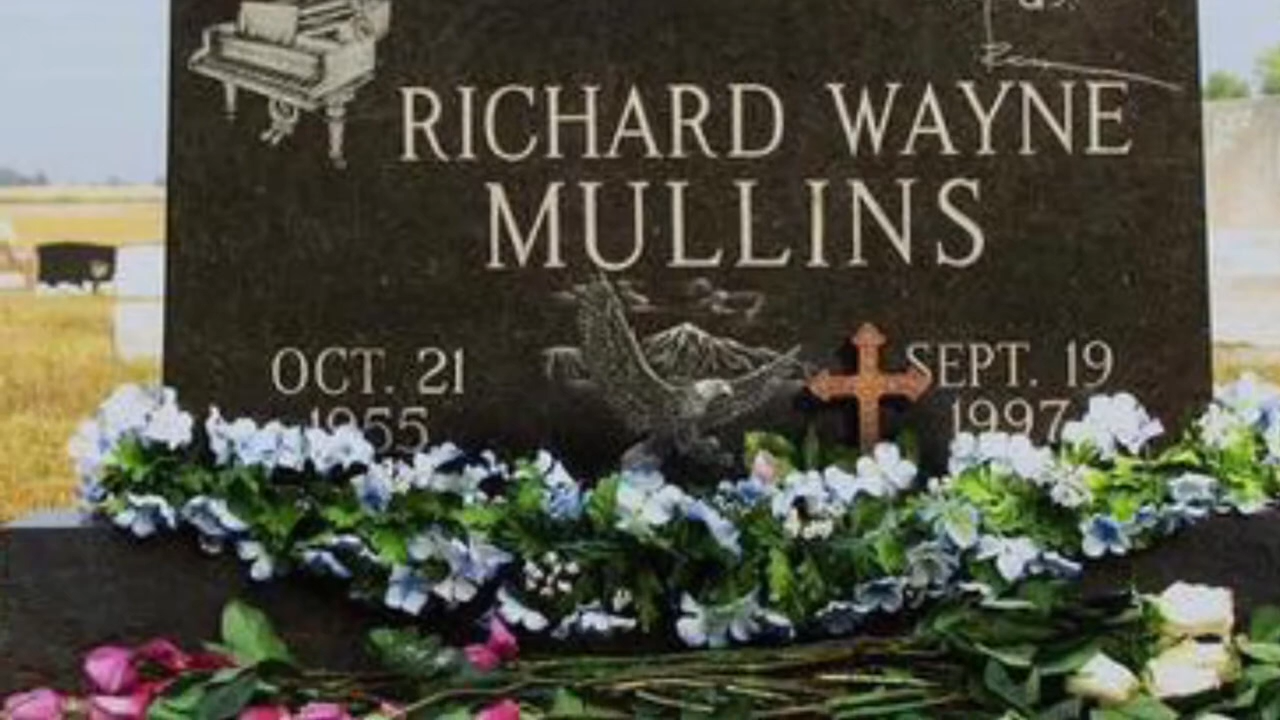 RICHARD WAYNE
MULLINS
OCT. 21
1955
SEPT. 19
1997